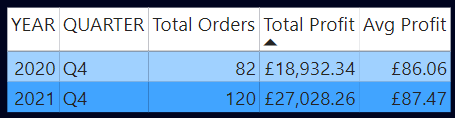 YEAR QUARTER Total Orders Total Profit Avg Profit
2020 Q4 82 £18,932.34 £86.06
2021 Q4 120 £27,028.26 £87.47